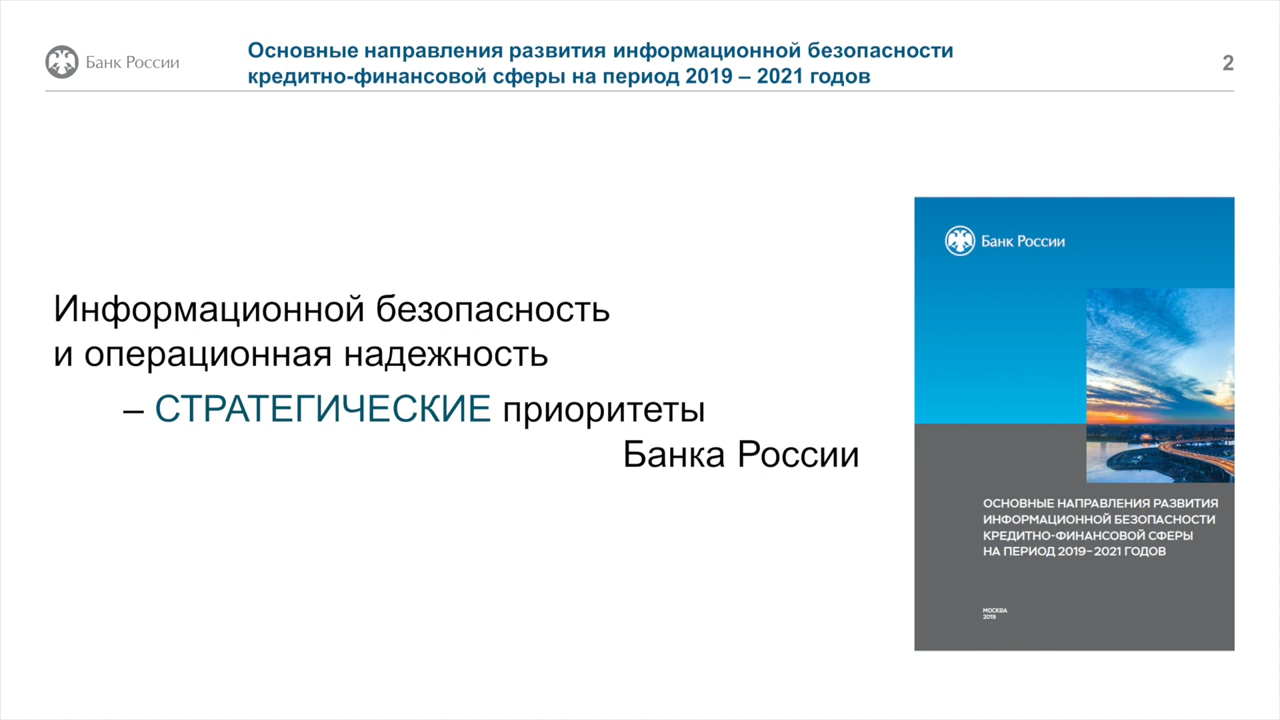 Банк России
Основные направления развития информационной безопасности
кредитно-финансовой сферы на период 2019 – 2021 годов
2
Информационной безопасность
и операционная надежность
– СТРАТЕГИЧЕСКИЕ приоритеты
Банка России
Банк России
ОСНОВНЫЕ НАПРАВЛЕНИЯ РАЗВИТИЯ
ИНФОРМАЦИОННОЙ БЕЗОПАСНОСТИ
КРЕДИТНО-ФИНАНСОВОЙ СФЕРЫ
НА ПЕРИОД 2019–2021 ГОДОВ
МОСКВА
2019